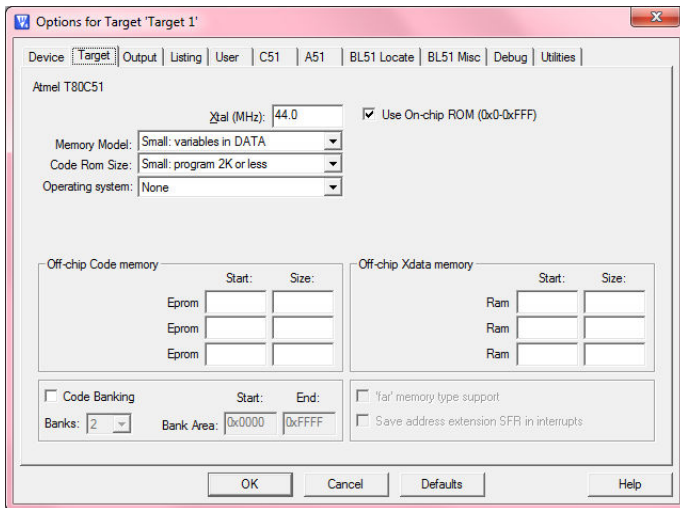 Options for Target 'Target 1'
Device Target Output Listing User C51 A51 BL51 Locate BL51 Misc Debug Utilities
Atmel T80C51
Xtal (MHz): 44.0
Use On-chip ROM (0x0-0xFFF)
Memory Model: Small: variables in DATA
Code Rom Size: Small: program 2K or less
Operating system: None
Off-chip Code memory
Start: Size:
Eprom
Eprom
Eprom
Off-chip Xdata memory
Start: Size:
Ram
Ram
Ram
Code Banking
Start: End:
Banks: 2 Bank Area: 0x0000 0xFFFF
'far' memory type support
Save address extension SFR in interrupts
OK Cancel Defaults Help